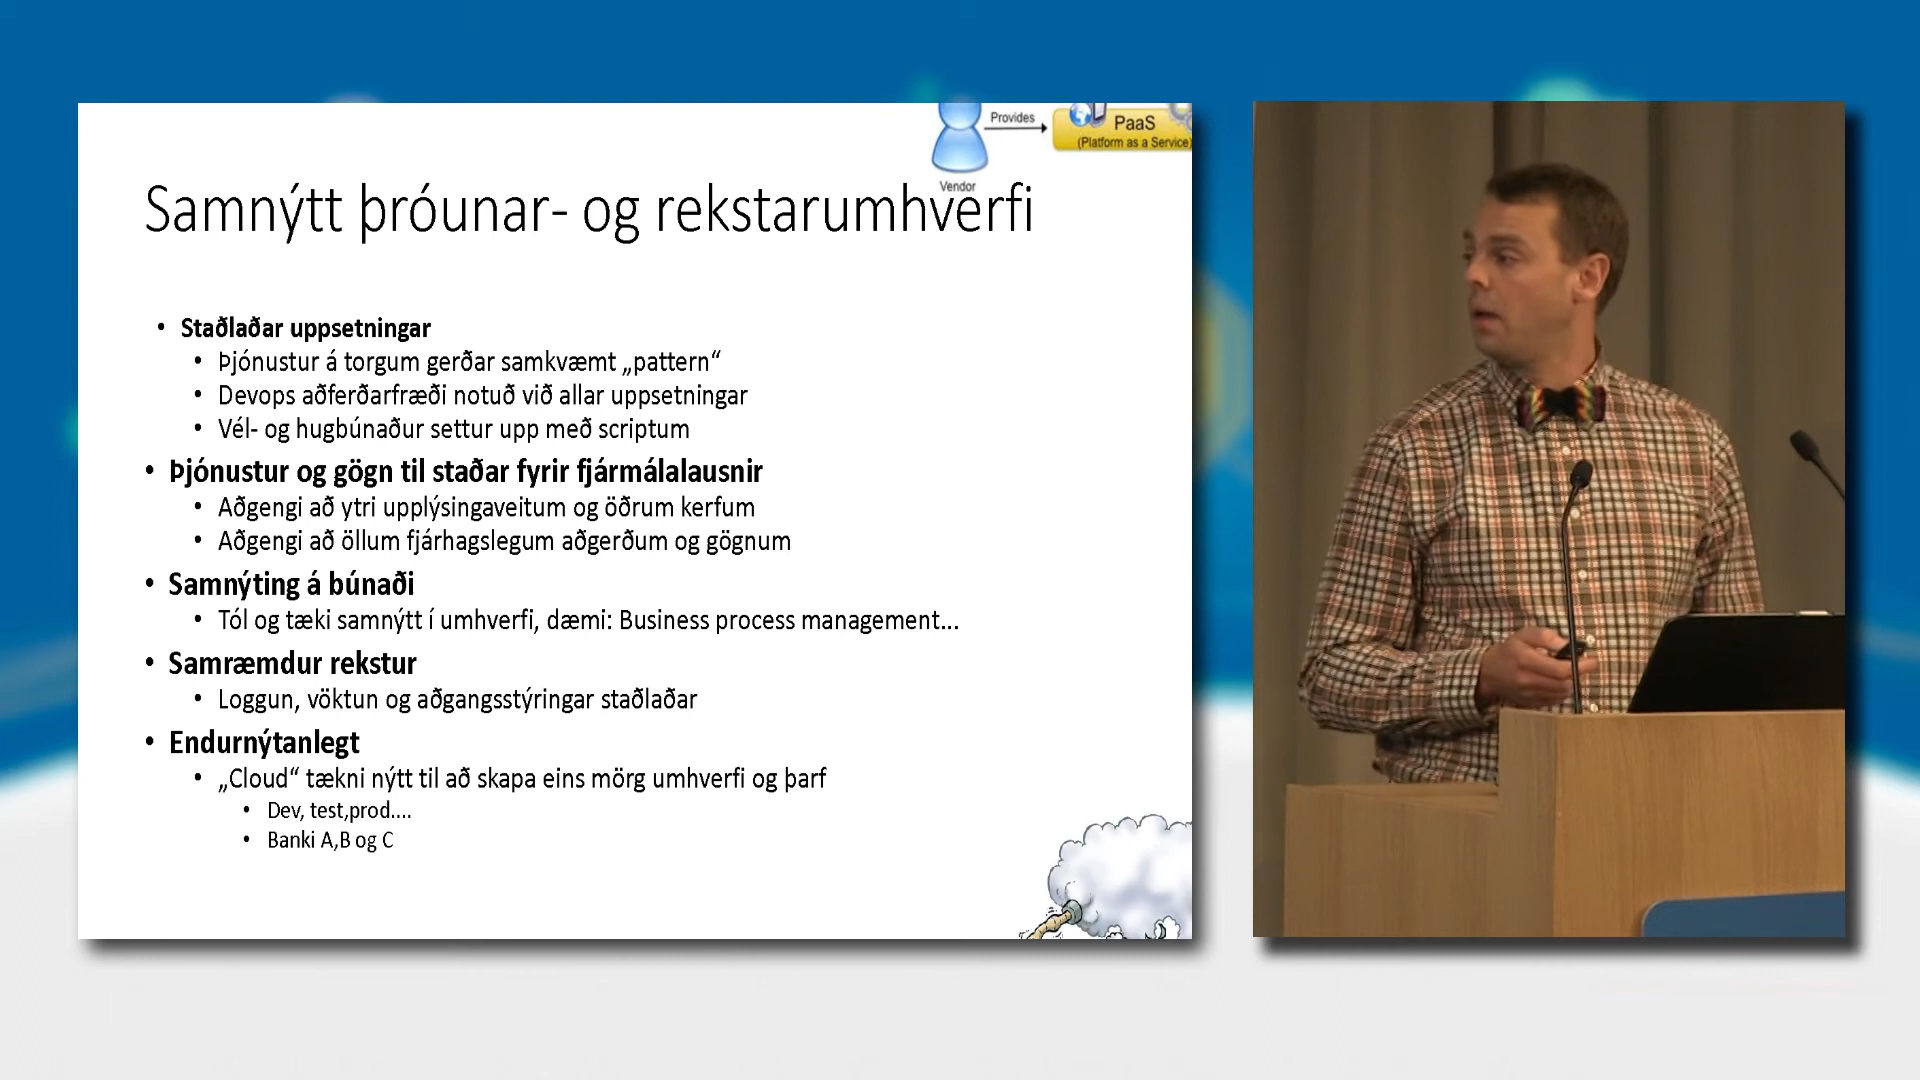 Provides
PaaS
(Platform as a Service)
Vendor
Samnýtt þróunar- og rekstarumhverfi
• Staðlaðar uppsetningar
• Þjónustur á torgum gerðar samkvæmt „pattern“
• Devops aðferðarfræði notuð við allar uppsetningar
• Vél- og hugbúnaður settur upp með scriptum
• Þjónustur og gögn til staðar fyrir fjármálalausnir
• Aðgengi að ytri upplýsingaveitum og öðrum kerfum
• Aðgengi að öllum fjárhagslegum aðgerðum og gögnum
• Samnýting á búnaði
• Tól og tæki samnýtt í umhverfi, dæmi: Business process management...
• Samræmdur rekstur
• Loggun, vöktun og aðgangsstýringar staðlaðar
• Endurnýtanlegt
• „Cloud“ tækni nýtt til að skapa eins mörg umhverfi og þarf
• Dev, test,prod....
• Banki A,B og C